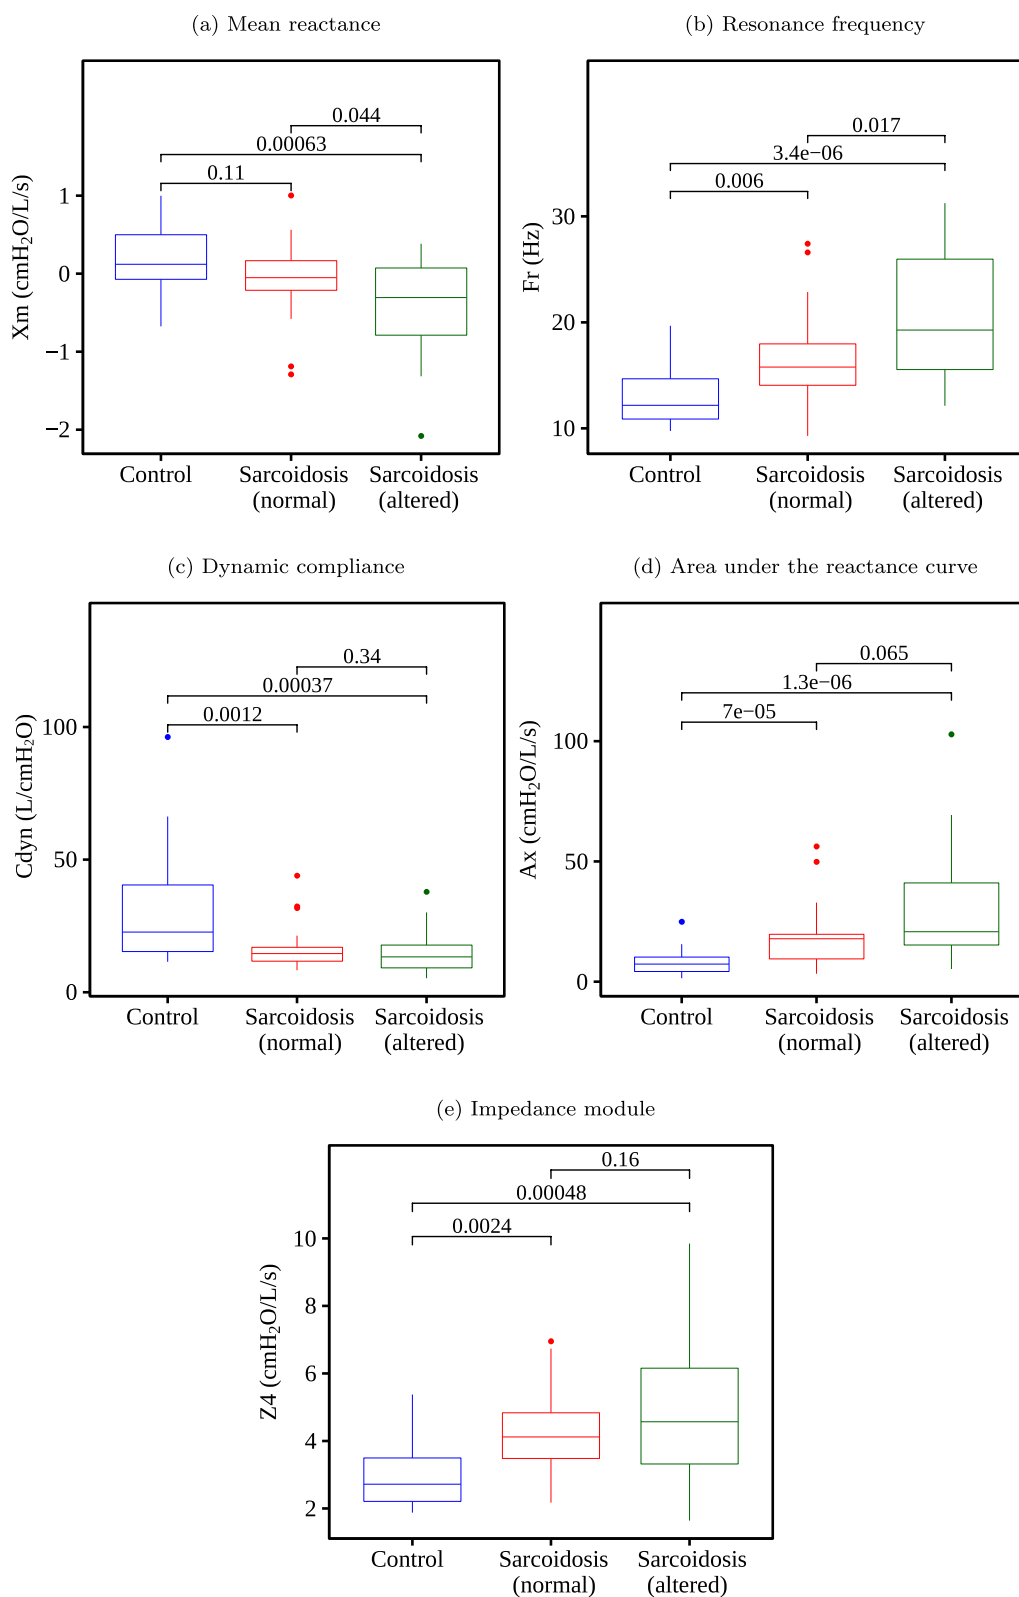 (a) Mean reactance
(b) Resonance frequency
Xm (cmH₂O/L/s)
1
0
−1
−2
0.044
0.00063
0.11
Control
Sarcoidosis
(normal)
Sarcoidosis
(altered)
Fr (Hz)
30
20
10
0.017
3.4e−06
0.006
Control
Sarcoidosis
(normal)
Sarcoidosis
(altered)
(c) Dynamic compliance
(d) Area under the reactance curve
Cdyn (L/cmH₂O)
100
50
0
0.34
0.00037
0.0012
Control
Sarcoidosis
(normal)
Sarcoidosis
(altered)
Ax (cmH₂O/L/s)
100
50
0
0.065
1.3e−06
7e−05
Control
Sarcoidosis
(normal)
Sarcoidosis
(altered)
(e) Impedance module
Z4 (cmH₂O/L/s)
10
8
6
4
2
0.16
0.00048
0.0024
Control
Sarcoidosis
(normal)
Sarcoidosis
(altered)